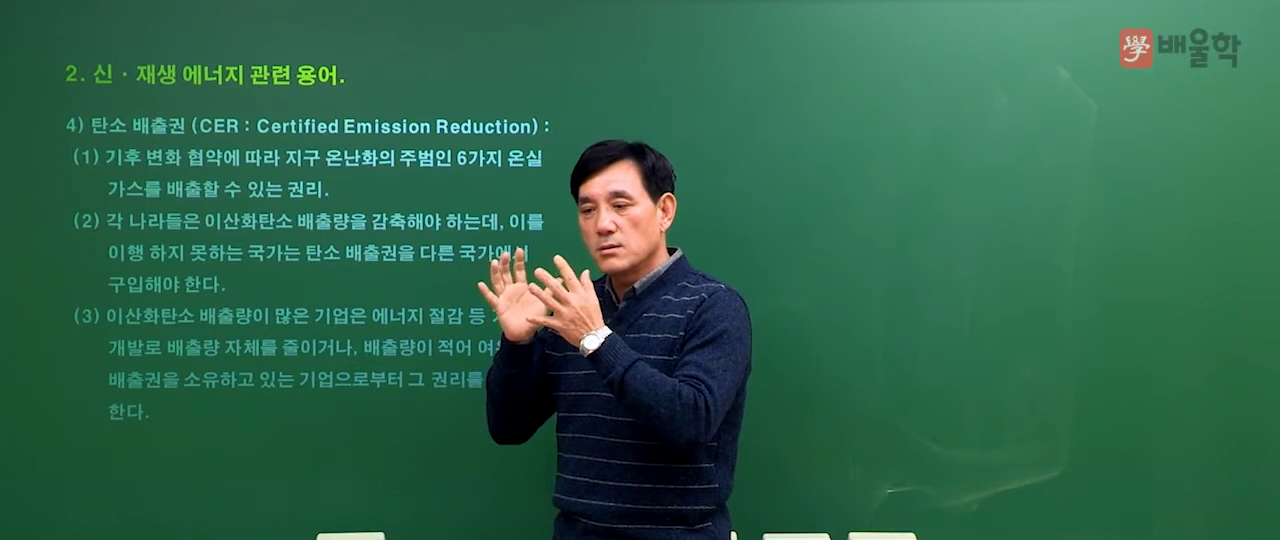 學 배울학
2. 신 · 재생 에너지 관련 용어.
4) 탄소 배출권 (CER : Certified Emission Reduction) :
(1) 기후 변화 협약에 따라 지구 온난화의 주범인 6가지 온실
가스를 배출할 수 있는 권리.
(2) 각 나라들은 이산화탄소 배출량을 감축해야 하는데, 이를
이행 하지 못하는 국가는 탄소 배출권을 다른 국가에서
구입해야 한다.
(3) 이산화탄소 배출량이 많은 기업은 에너지 절감 등
개발로 배출량 자체를 줄이거나, 배출량이 적어
배출권을 소유하고 있는 기업으로부터 그 권리를
한다.